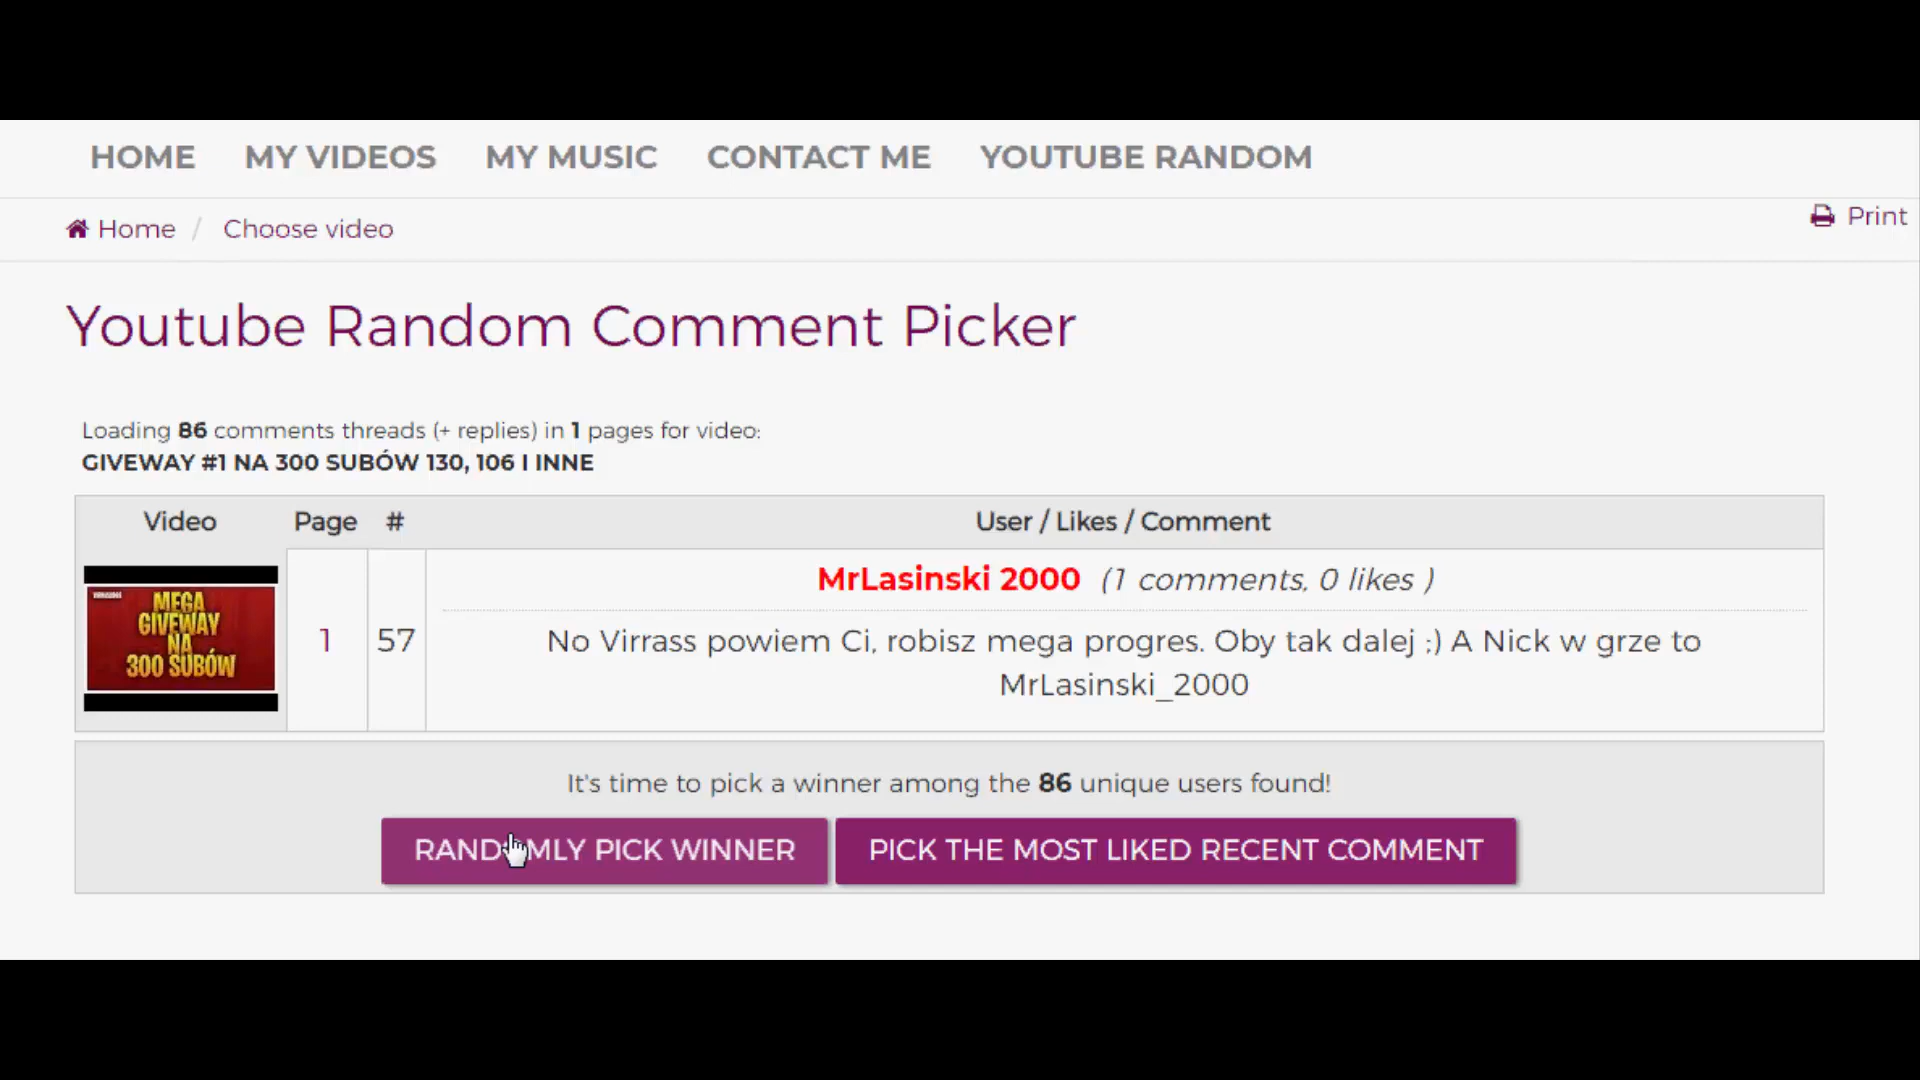 HOME MY VIDEOS MY MUSIC CONTACT ME YOUTUBE RANDOM
Home / Choose video
Print
Youtube Random Comment Picker
Loading 86 comments threads (+ replies) in 1 pages for video:
GIVEWAY #1 NA 300 SUBÓW 130, 106 I INNE
Video Page # User / Likes / Comment
MEGA
GIVEWAY
NA
300 SUBÓW
1
57
MrLasinski 2000 (1 comments, 0 likes )
No Virrass powiem Ci, robisz mega progres. Oby tak dalej ;) A Nick w grze to
MrLasinski_2000
It's time to pick a winner among the 86 unique users found!
RANDOMLY PICK WINNER
PICK THE MOST LIKED RECENT COMMENT